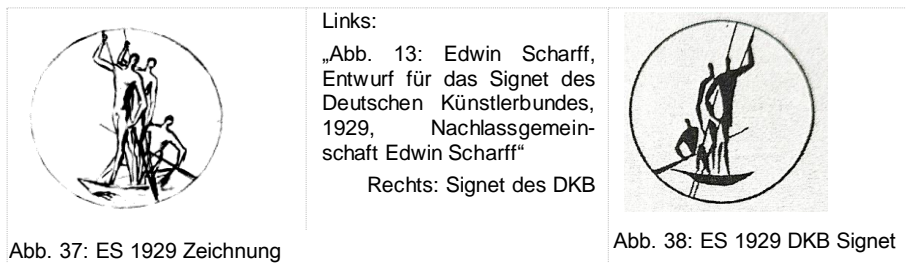 Links:
„Abb. 13: Edwin Scharff,
Entwurf für das Signet des
Deutschen Künstlerbundes,
1929, Nachlassgemein-
schaft Edwin Scharff“
Rechts: Signet des DKB
Abb. 37: ES 1929 Zeichnung
Abb. 38: ES 1929 DKB Signet